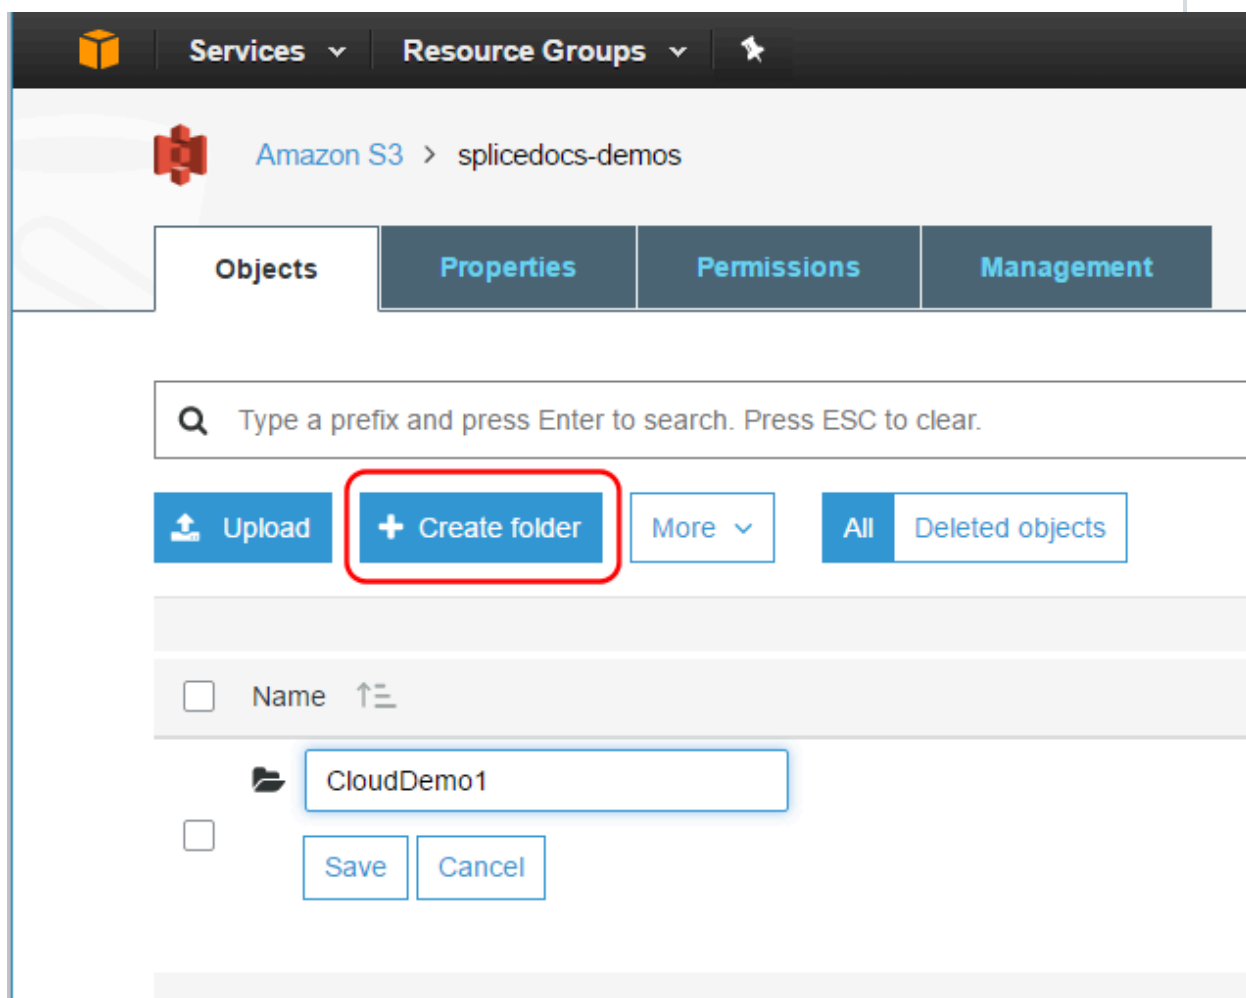 Services Resource Groups
Amazon S3 > splicedocs-demos
Objects Properties Permissions Management
Type a prefix and press Enter to search. Press ESC to clear.
Upload + Create folder More All Deleted objects
Name
CloudDemo1
Save Cancel